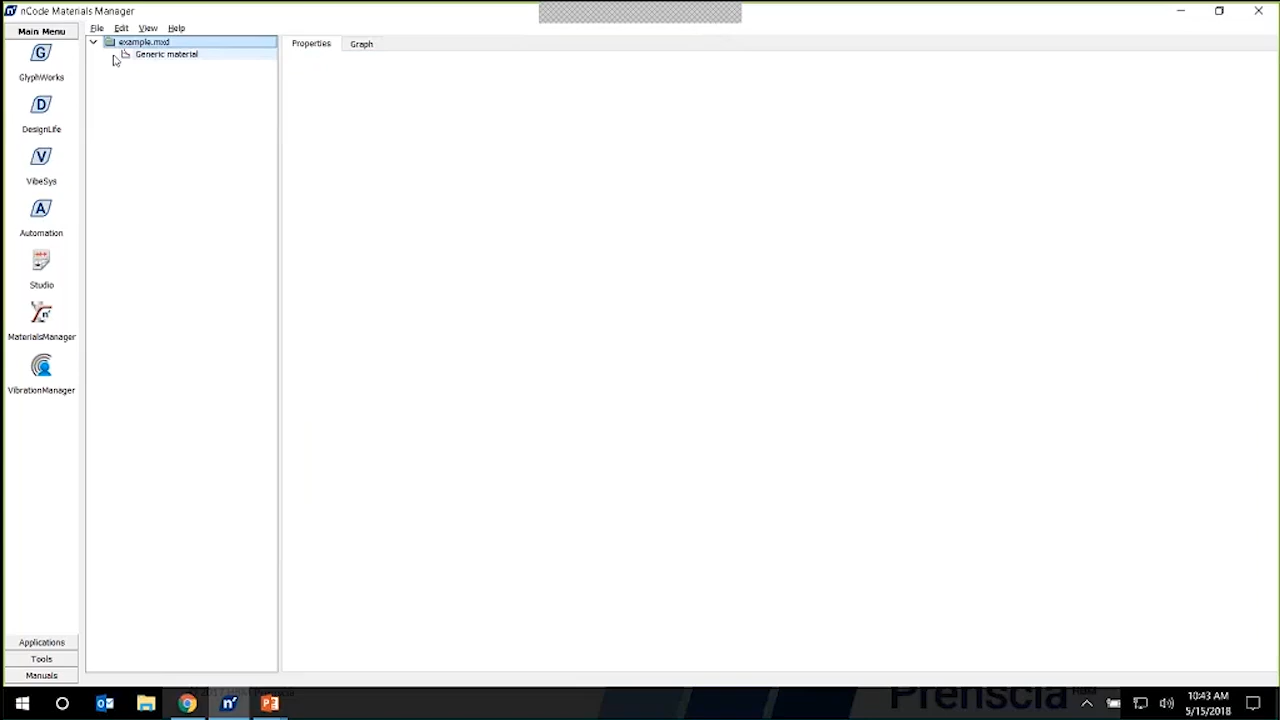 nCode Materials Manager
Main Menu
File Edit View Help
example.mxd
Generic material
Properties
Graph
G
GlyphWorks
D
DesignLife
V
VibeSys
A
Automation
Studio
MaterialsManager
VibrationManager
Applications
Tools
Manuals
Prenscia
10:43 AM
5/15/2018